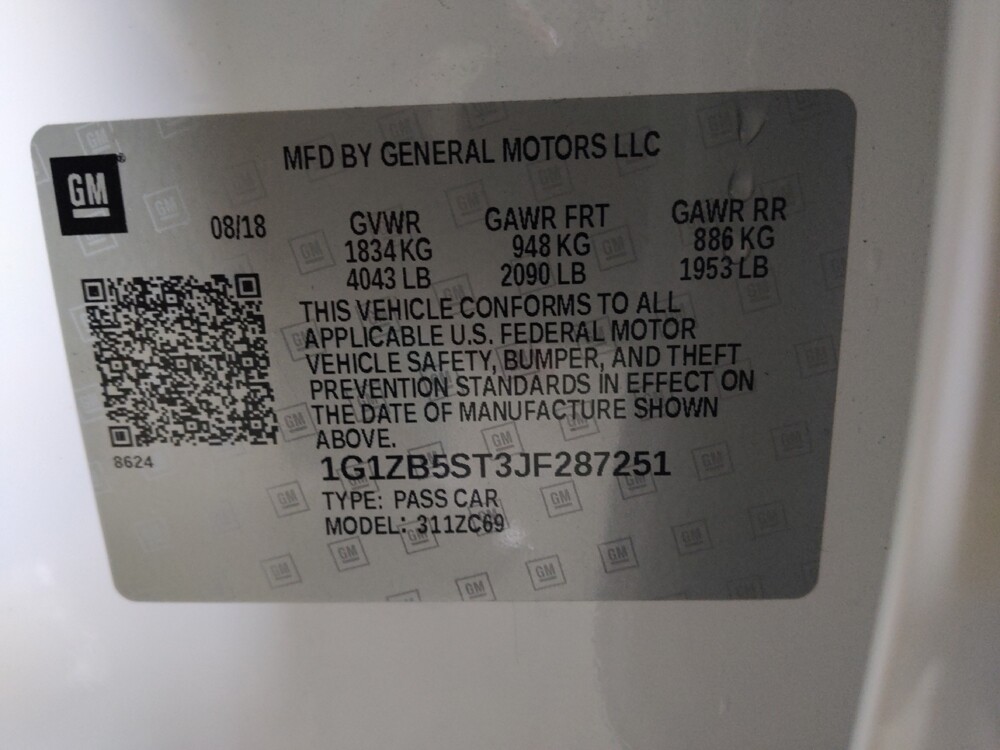 GM
MFD BY GENERAL MOTORS LLC
08/18
GVWR GAWR FRT GAWR RR
1834 KG 948 KG 886 KG
4043 LB 2090 LB 1953 LB
THIS VEHICLE CONFORMS TO ALL
APPLICABLE U.S. FEDERAL MOTOR
VEHICLE SAFETY, BUMPER, AND THEFT
PREVENTION STANDARDS IN EFFECT ON
THE DATE OF MANUFACTURE SHOWN
ABOVE.
8624
1G1ZB5ST3JF287251
TYPE: PASS CAR
MODEL: 311ZC69